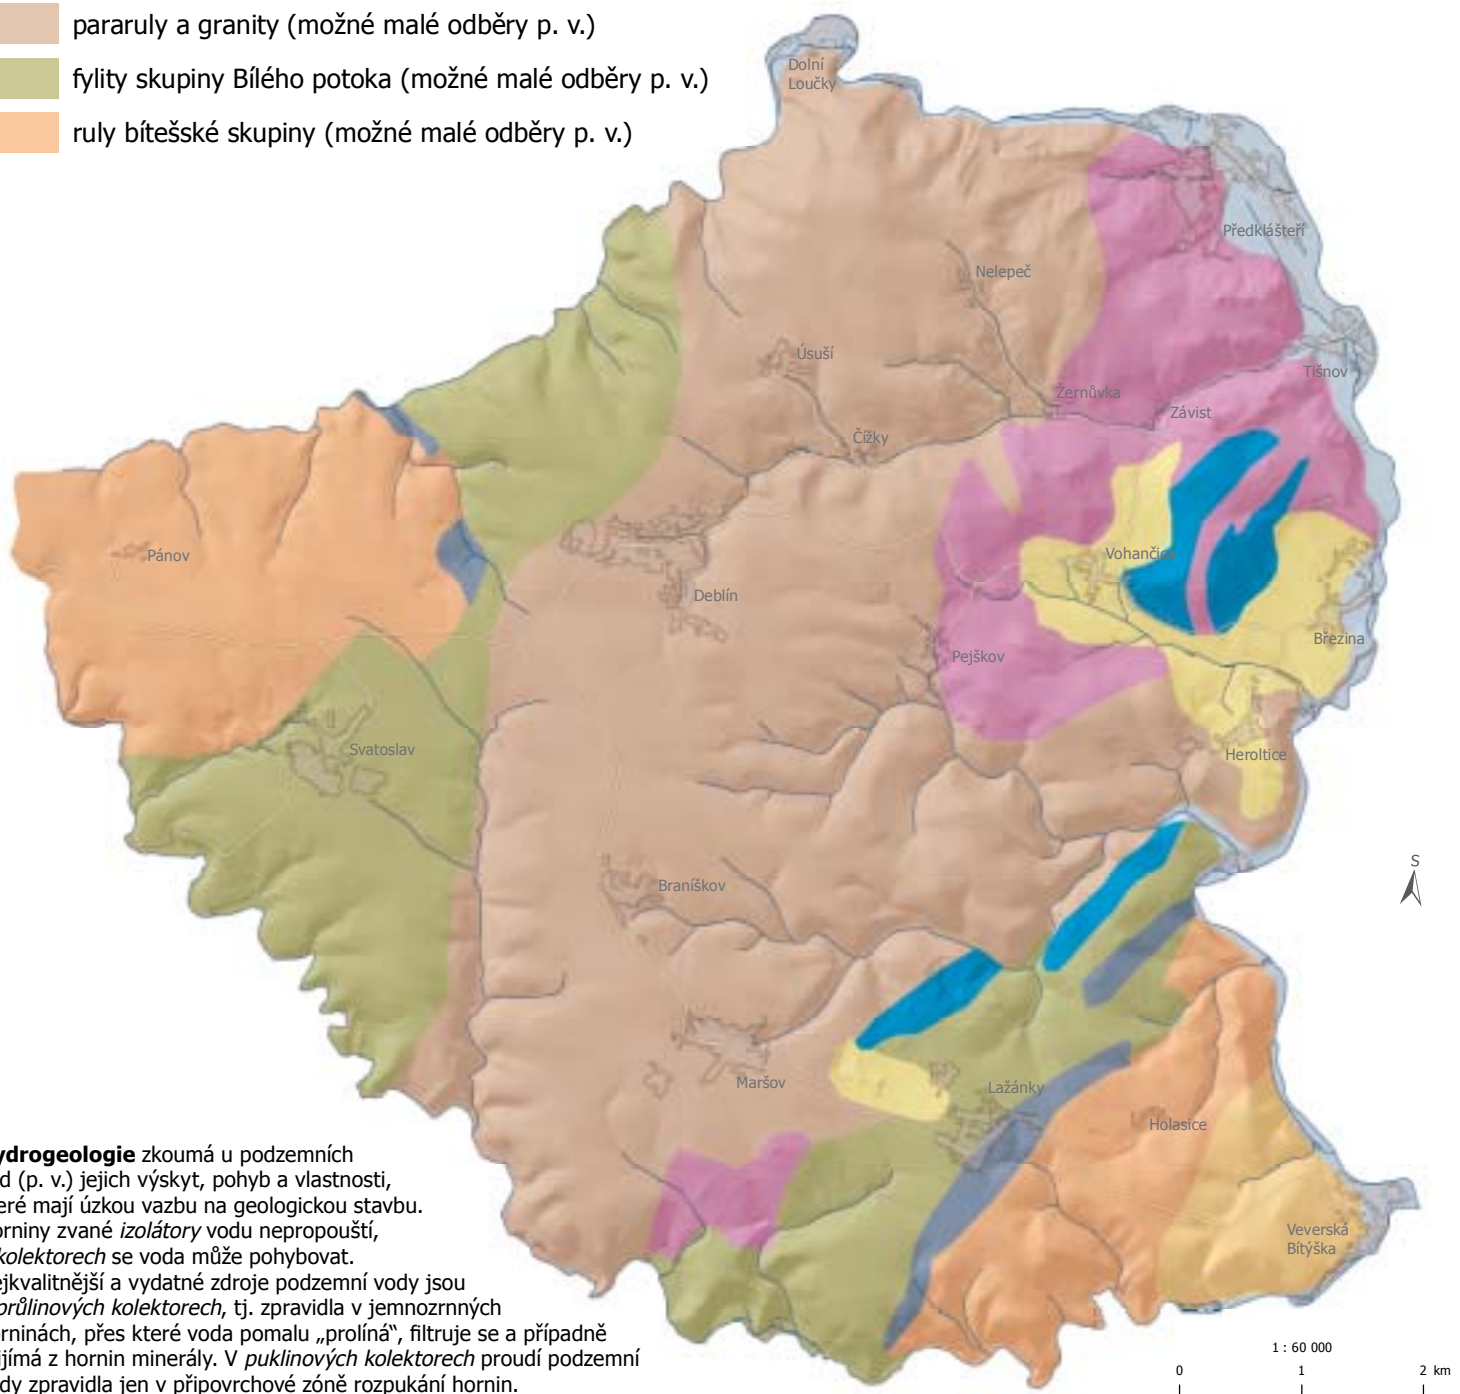 pararuly a granity (možné malé odběry p. v.)
fylity skupiny Bílého potoka (možné malé odběry p. v.)
ruly bítešské skupiny (možné malé odběry p. v.)
Dolní
Loučky
Předklášteří
Nelepeč
Úsuší
Tišnov
Žernůvka
Závist
Čížky
Vohančice
Pánov
Deblín
Březina
Pejškov
Svatoslav
Heroltice
S
Braníškov
Maršov
Lažánky
Holasice
Veverská
Bítýška
ydrogeologie zkoumá u podzemních
d (p. v.) jejich výskyt, pohyb a vlastnosti,
eré mají úzkou vazbu na geologickou stavbu.
orniny zvané izolátory vodu nepropouští,
kolektorech se voda může pohybovat.
ejkvalitnější a vydatné zdroje podzemní vody jsou
průlinových kolektorech, tj. zpravidla v jemnozrnných
orninách, přes které voda pomalu „prolíná“, filtruje se a případně
ijímá z hornin minerály. V puklinových kolektorech proudí podzemní
dy zpravidla jen v připovrchové zóně rozpukání hornin.
1 : 60 000
0 1 2 km